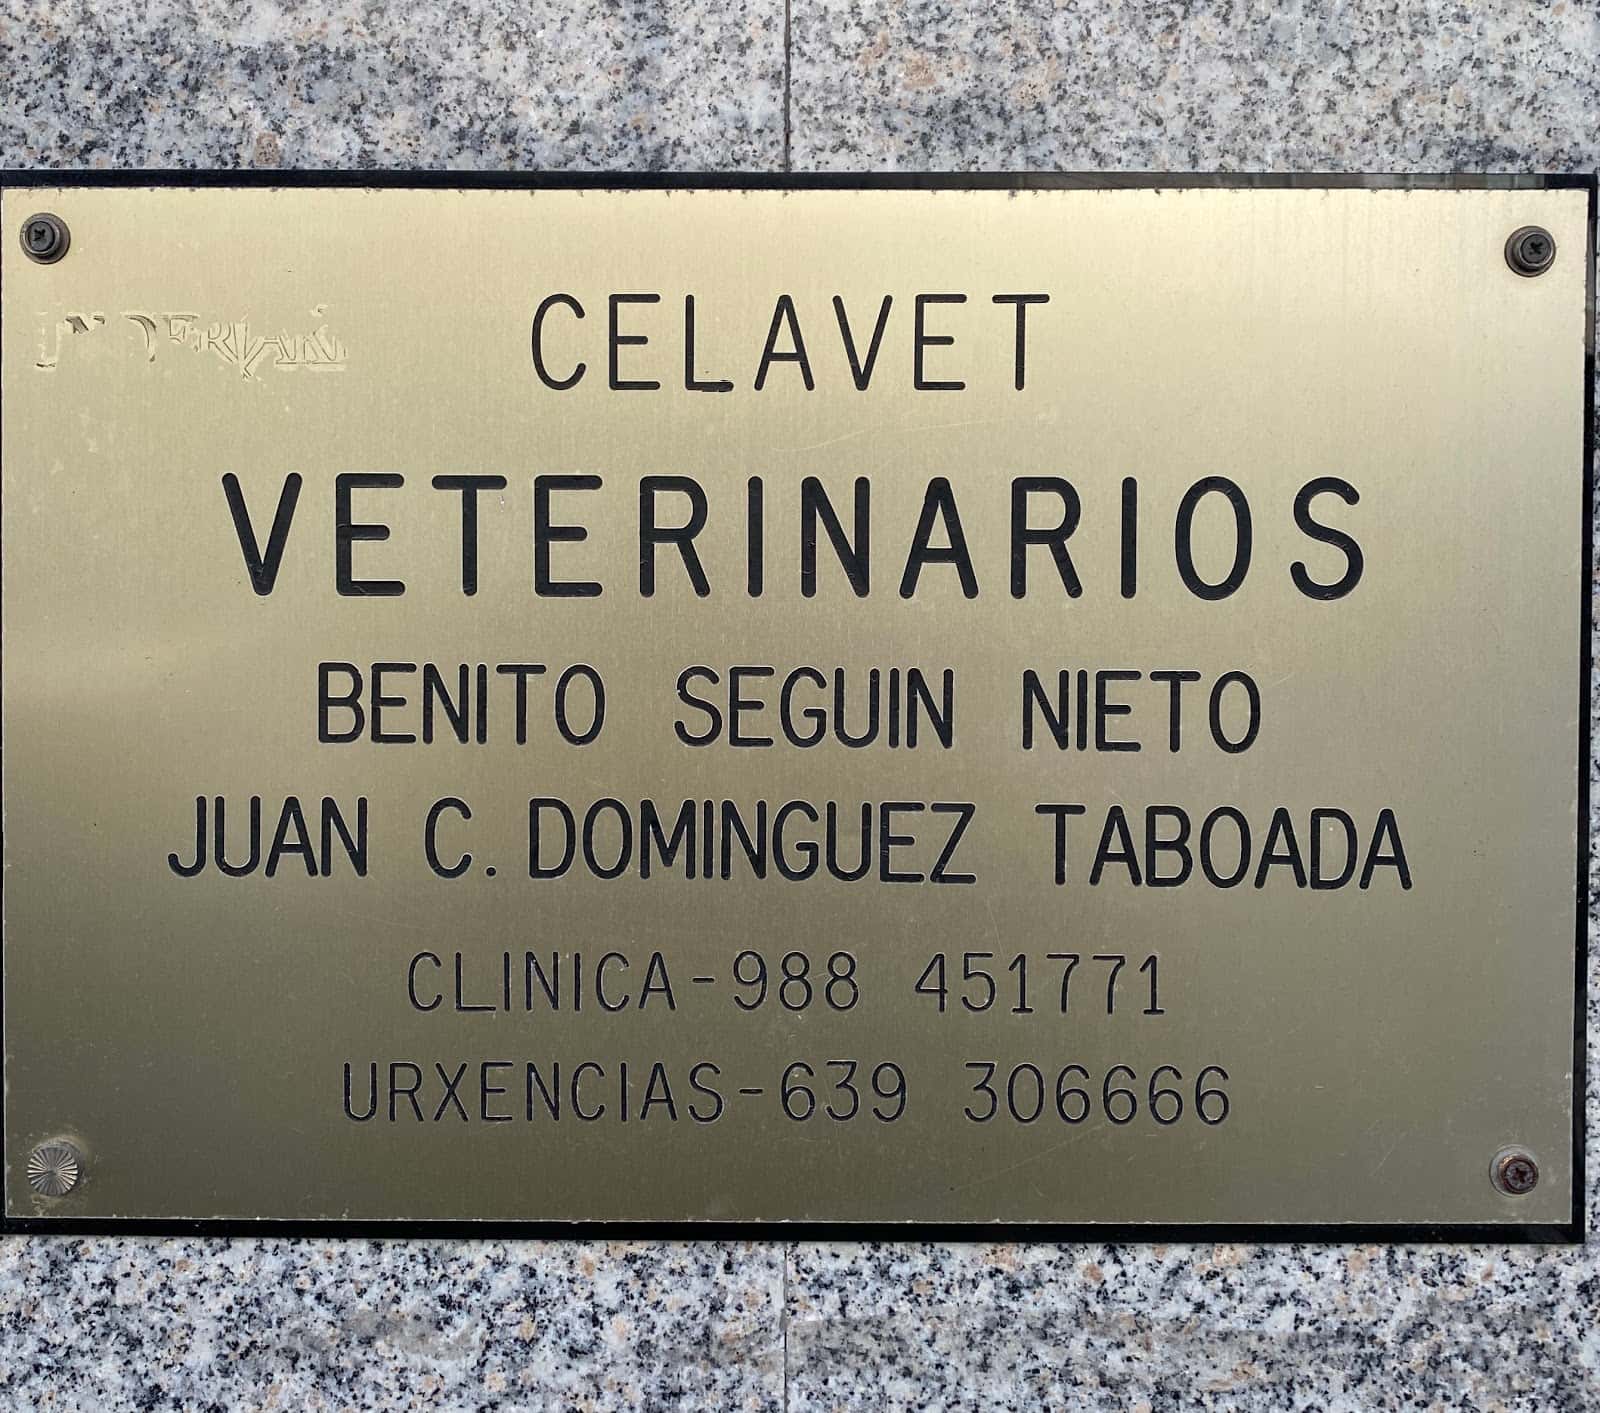 CELAVET
VETERINARIOS
BENITO SEGUIN NIETO
JUAN C. DOMINGUEZ TABOADA
CLINICA-988 451771
URXENCIAS-639 306666